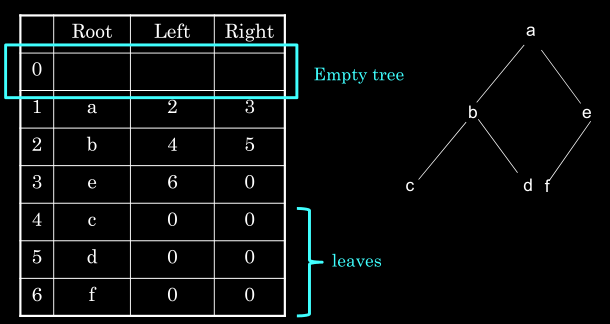 Root Left Right
0
Empty tree
1 a 2 3
2 b 4 5
3 e 6 0
4 c 0 0
5 d 0 0
6 f 0 0
leaves
a
b e
c d f